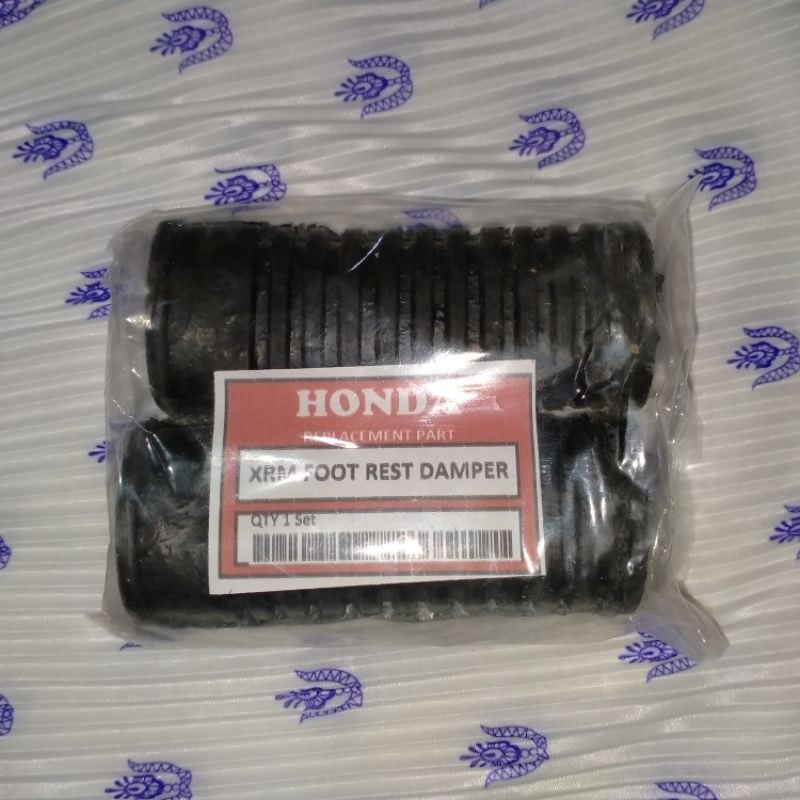 HONDA
REPLACEMENT PART
XRM FOOT REST DAMPER
QTY 1 Set